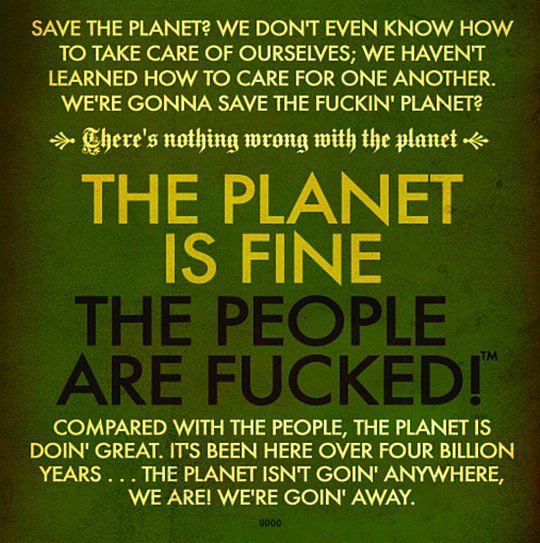 SAVE THE PLANET? WE DON'T EVEN KNOW HOW
TO TAKE CARE OF OURSELVES; WE HAVEN'T
LEARNED HOW TO CARE FOR ONE ANOTHER.
WE'RE GONNA SAVE THE FUCKIN' PLANET?
There's nothing wrong with the planet
THE PLANET
IS FINE
THE PEOPLE
ARE FUCKED!™
COMPARED WITH THE PEOPLE, THE PLANET IS
DOIN' GREAT. IT'S BEEN HERE OVER FOUR BILLION
YEARS . . . THE PLANET ISN'T GOIN' ANYWHERE,
WE ARE! WE'RE GOIN' AWAY.
9000